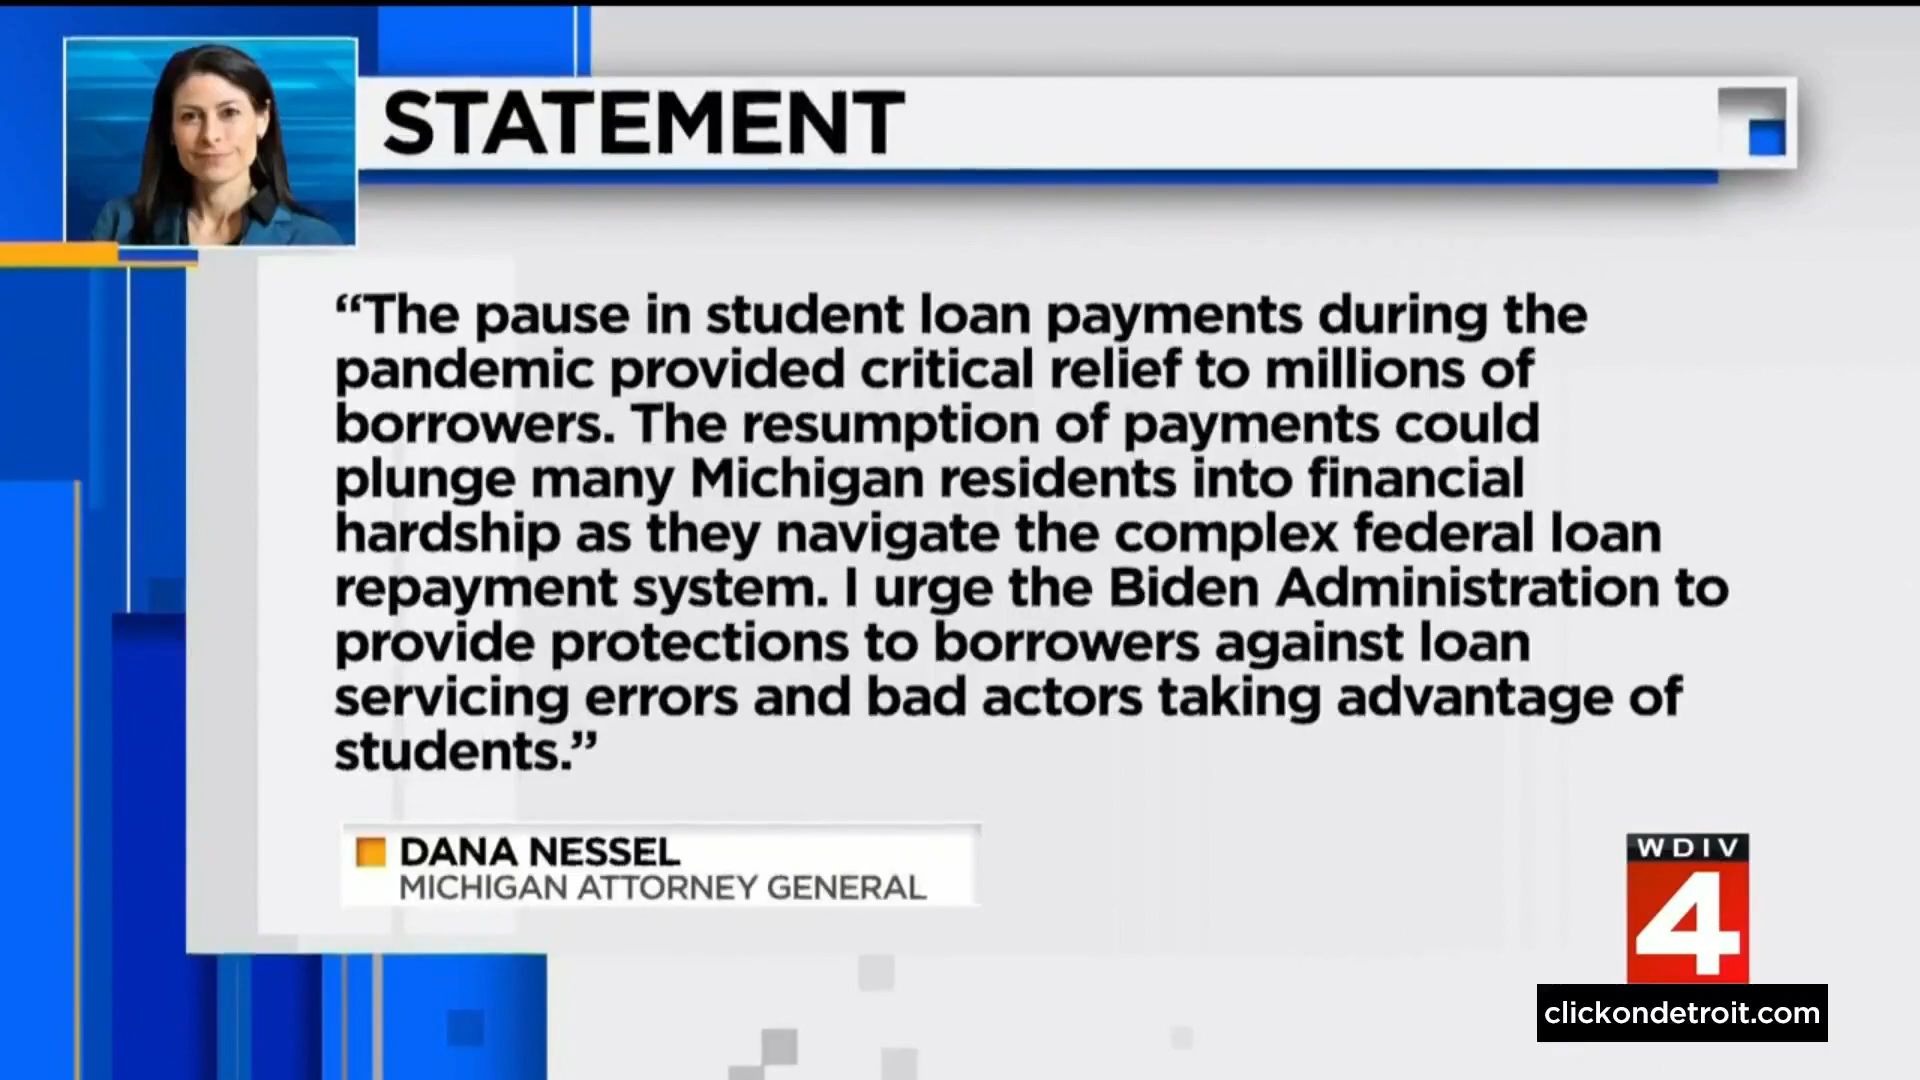 STATEMENT
“The pause in student loan payments during the
pandemic provided critical relief to millions of
borrowers. The resumption of payments could
plunge many Michigan residents into financial
hardship as they navigate the complex federal loan
repayment system. I urge the Biden Administration to
provide protections to borrowers against loan
servicing errors and bad actors taking advantage of
students.”
DANA NESSEL
MICHIGAN ATTORNEY GENERAL
WDIV
4
clickondetroit.com